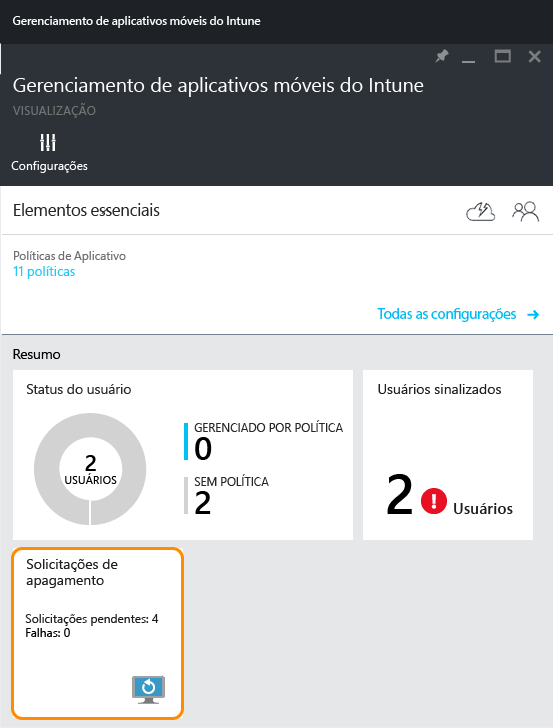 Gerenciamento de aplicativos móveis do Intune
Gerenciamento de aplicativos móveis do Intune
VISUALIZAÇÃO
Configurações
Elementos essenciais
Políticas de Aplicativo
11 políticas
Todas as configurações
Resumo
Status do usuário
2
USUÁRIOS
GERENCIADO POR POLÍTICA
0
SEM POLÍTICA
2
Usuários sinalizados
2 Usuários
Solicitações de
apagamento
Solicitações pendentes: 4
Falhas: 0